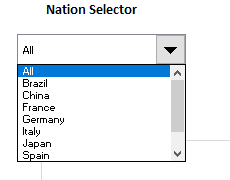 Nation Selector
All
All
Brazil
China
France
Germany
Italy
Japan
Spain